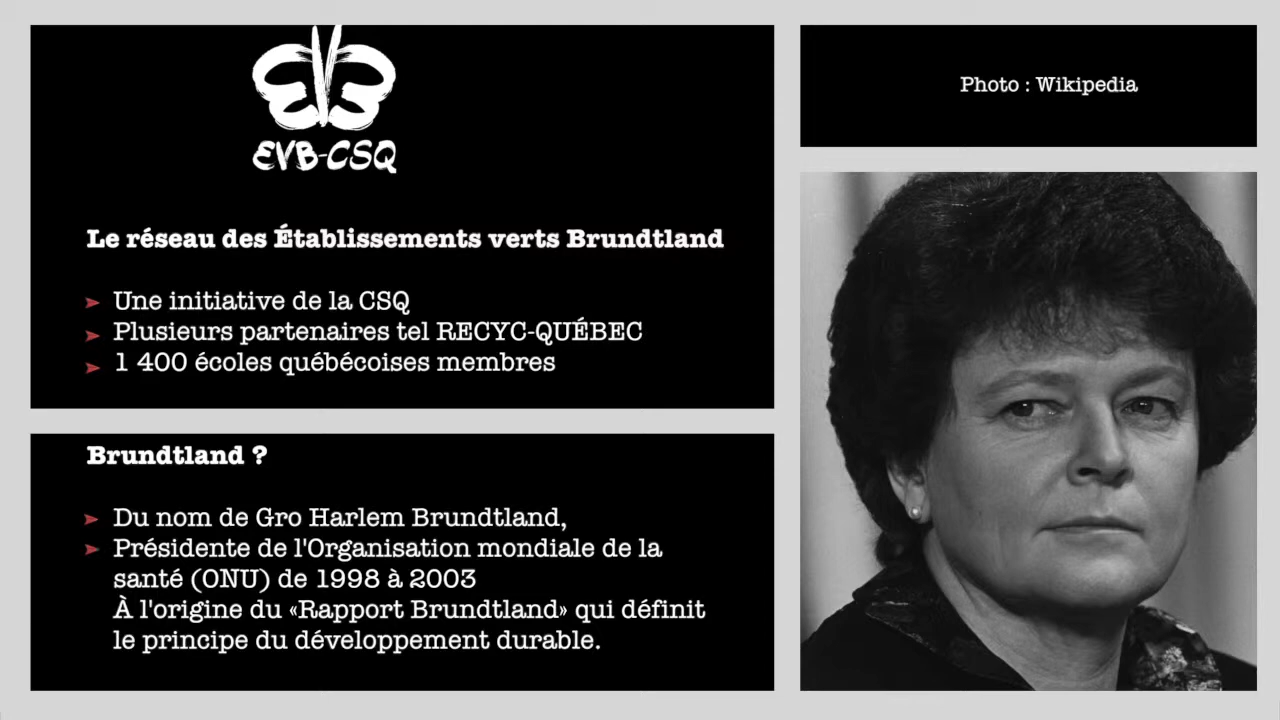 EVB-CSQ
Le réseau des Établissements verts Brundtland
Une initiative de la CSQ
Plusieurs partenaires tel RECYC-QUÉBEC
1 400 écoles québécoises membres
Brundtland ?
Du nom de Gro Harlem Brundtland,
Présidente de l'Organisation mondiale de la
santé (ONU) de 1998 à 2003
À l'origine du «Rapport Brundtland» qui définit
le principe du développement durable.
Photo : Wikipedia